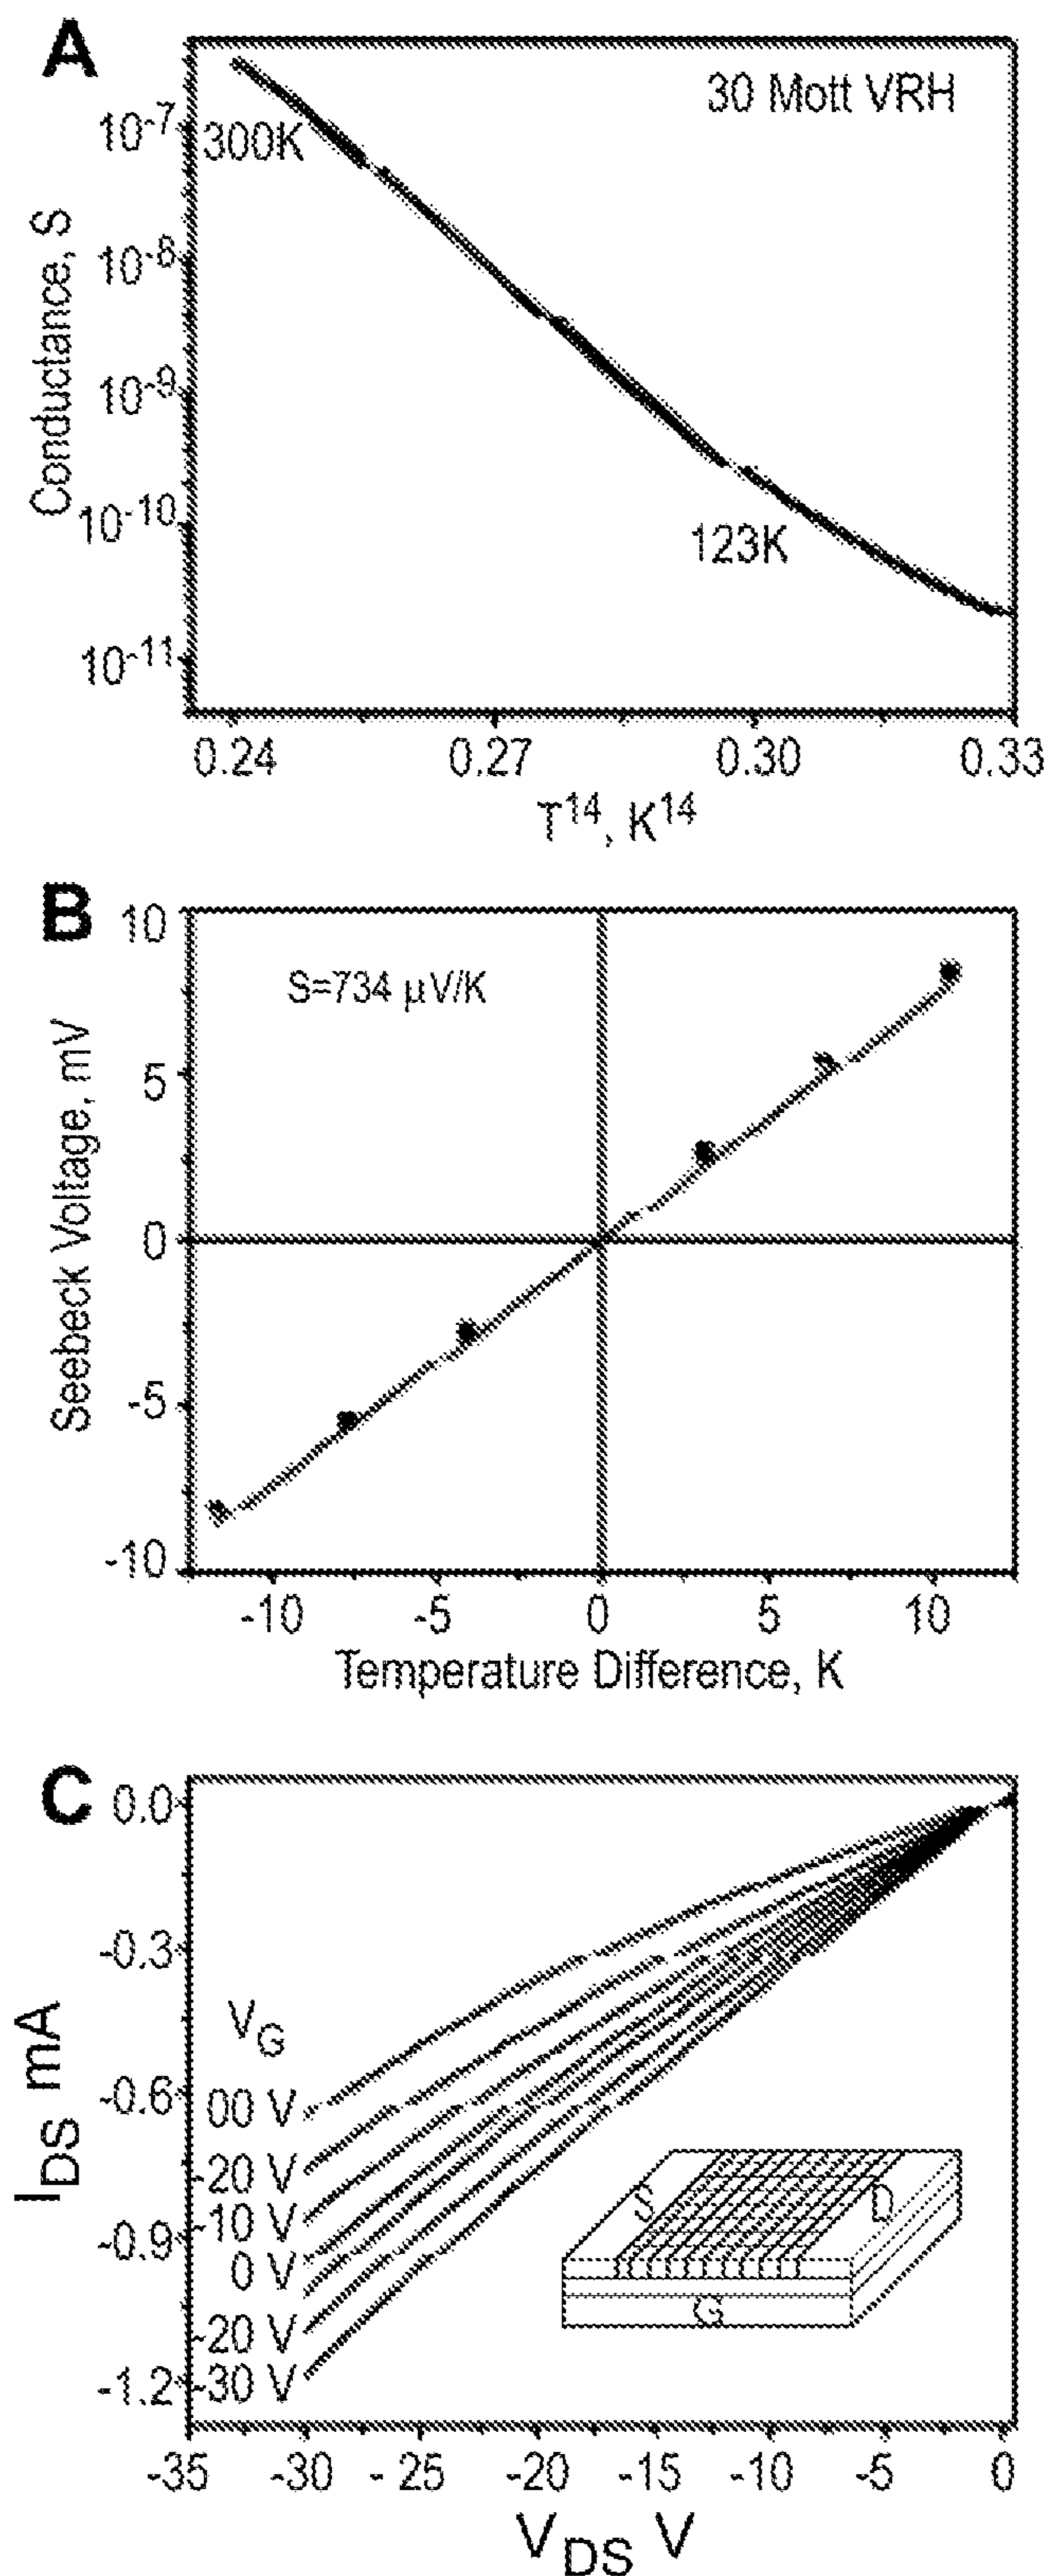 A
30 Mott VRH
300K
123K
10-7
10-8
10-9
10-10
10-11
Conductance, S
0.24 0.27 0.30 0.33
T14, K14
B
S=734 μV/K
10
5
0
-5
-10
Seebeck Voltage, mV
-10 -5 0 5 10
Temperature Difference, K
C
0.0
-0.3
-0.6
-0.9
-1.2
IDS mA
VG
00 V
-20 V
-10 V
0 V
-20 V
-30 V
S D
G
-35 -30 -25 -20 -15 -10 -5 0
VDS V